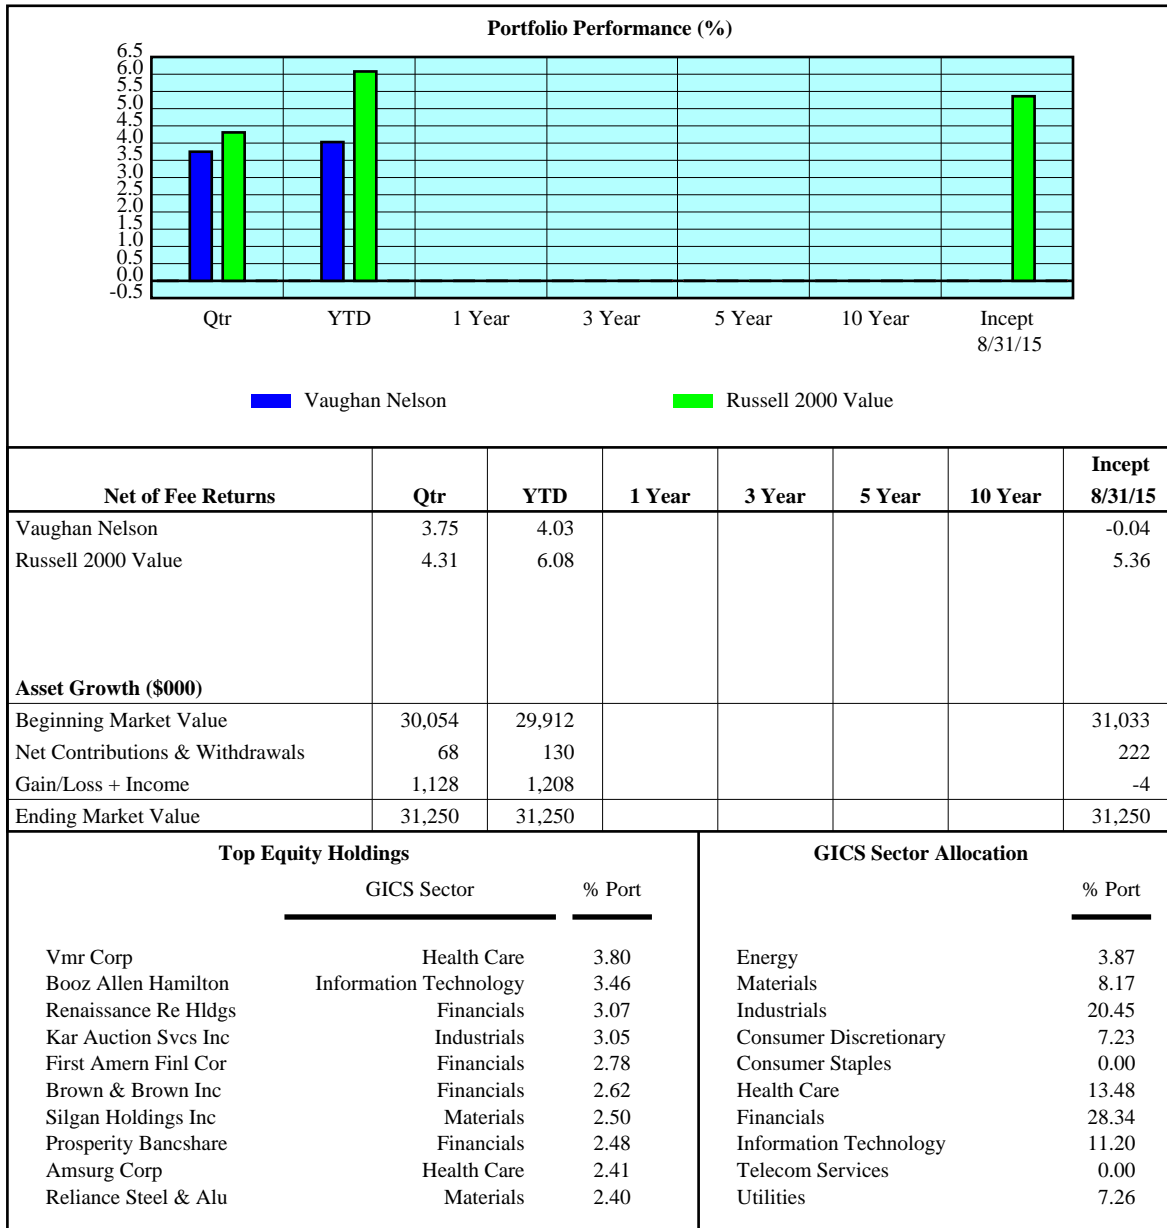 Portfolio Performance (%)
6.5
6.0
5.5
5.0
4.5
4.0
3.5
3.0
2.5
2.0
1.5
1.0
0.5
0.0
-0.5
Qtr YTD 1 Year 3 Year 5 Year 10 Year Incept
8/31/15
Vaughan Nelson Russell 2000 Value
Incept
Net of Fee Returns Qtr YTD 1 Year 3 Year 5 Year 10 Year 8/31/15
Vaughan Nelson 3.75 4.03 -0.04
Russell 2000 Value 4.31 6.08 5.36
Asset Growth ($000)
Beginning Market Value 30,054 29,912 31,033
Net Contributions & Withdrawals 68 130 222
Gain/Loss + Income 1,128 1,208 -4
Ending Market Value 31,250 31,250 31,250
Top Equity Holdings
GICS Sector % Port
Vmr Corp Health Care 3.80
Booz Allen Hamilton Information Technology 3.46
Renaissance Re Hldgs Financials 3.07
Kar Auction Svcs Inc Industrials 3.05
First Amern Finl Cor Financials 2.78
Brown & Brown Inc Financials 2.62
Silgan Holdings Inc Materials 2.50
Prosperity Bancshare Financials 2.48
Amsurg Corp Health Care 2.41
Reliance Steel & Alu Materials 2.40
GICS Sector Allocation
% Port
Energy 3.87
Materials 8.17
Industrials 20.45
Consumer Discretionary 7.23
Consumer Staples 0.00
Health Care 13.48
Financials 28.34
Information Technology 11.20
Telecom Services 0.00
Utilities 7.26